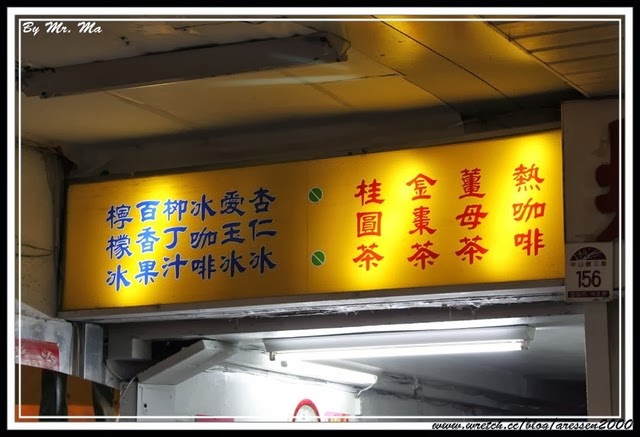 By Mr. Ma
熱咖啡
薑母茶
金棗茶
桂圓茶
杏仁冰
愛玉冰
冰咖啡
柳丁汁
百香果
檸檬冰
156
www.wretch.cc/blog/aressen2000